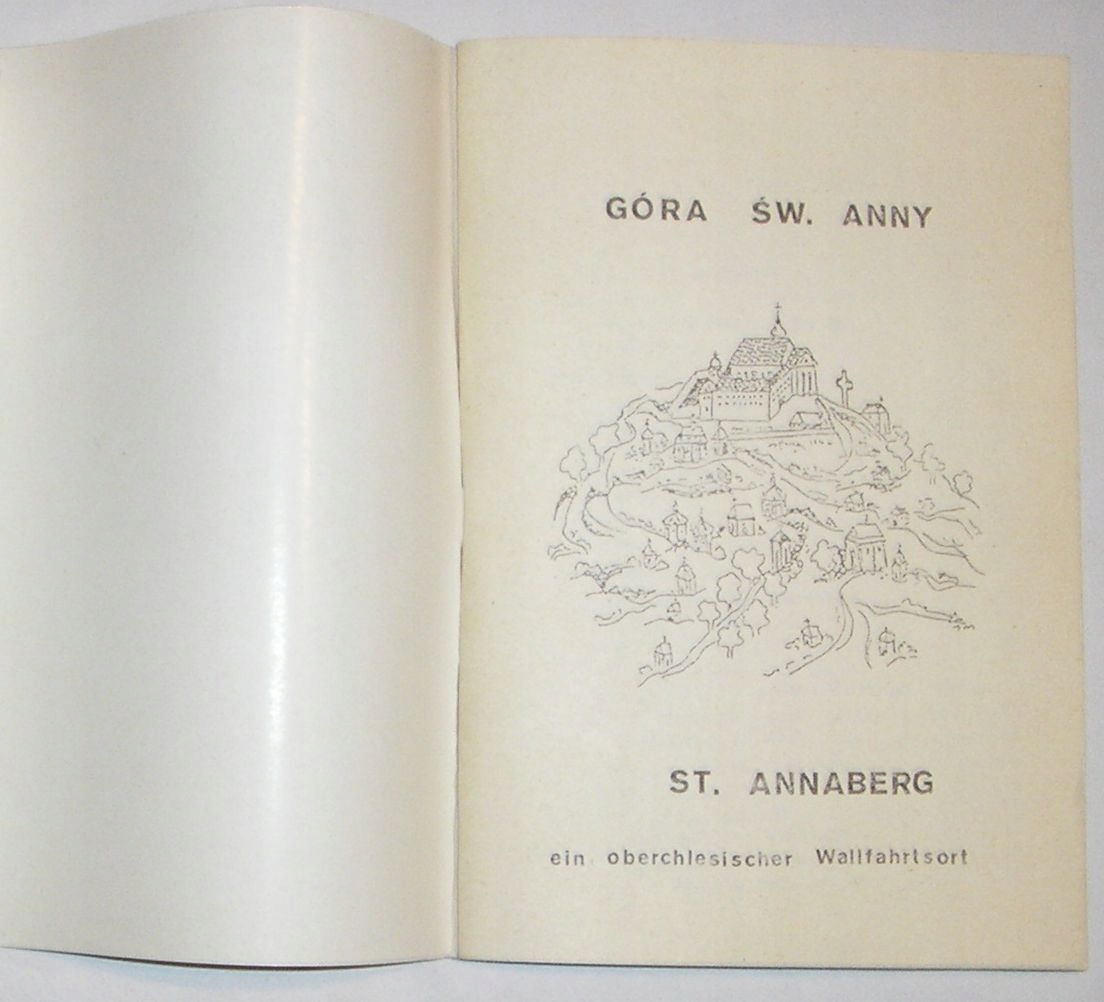 GÓRA ŚW. ANNY
ST. ANNABERG
ein oberchlesischer Wallfahrtsort